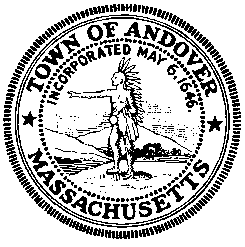 TOWN OF ANDOVER
INCORPORATED MAY 6, 1646
MASSACHUSETTS